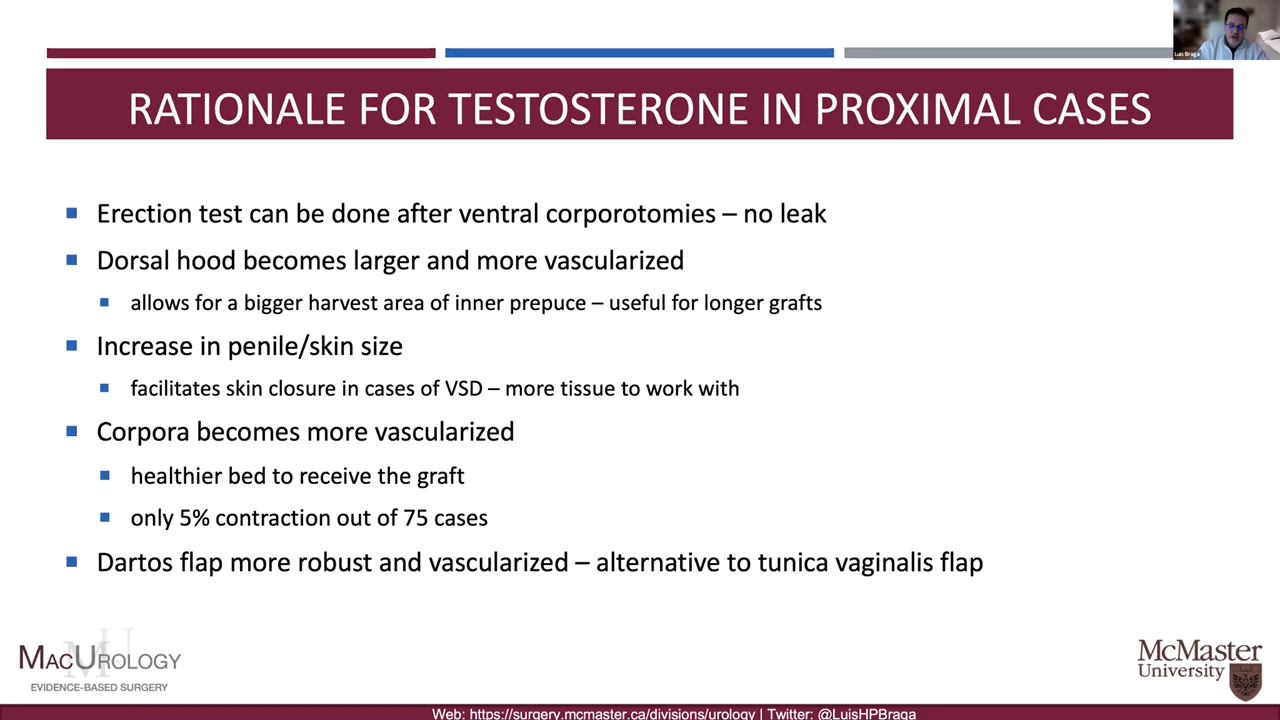 Luis Braga
RATIONALE FOR TESTOSTERONE IN PROXIMAL CASES
Erection test can be done after ventral corporotomies – no leak
Dorsal hood becomes larger and more vascularized
allows for a bigger harvest area of inner prepuce – useful for longer grafts
Increase in penile/skin size
facilitates skin closure in cases of VSD – more tissue to work with
Corpora becomes more vascularized
healthier bed to receive the graft
only 5% contraction out of 75 cases
Dartos flap more robust and vascularized – alternative to tunica vaginalis flap
MU
MACUROLOGY
EVIDENCE-BASED SURGERY
McMaster
University
Web: https://surgery.mcmaster.ca/divisions/urology | Twitter: @LuisHPBraga